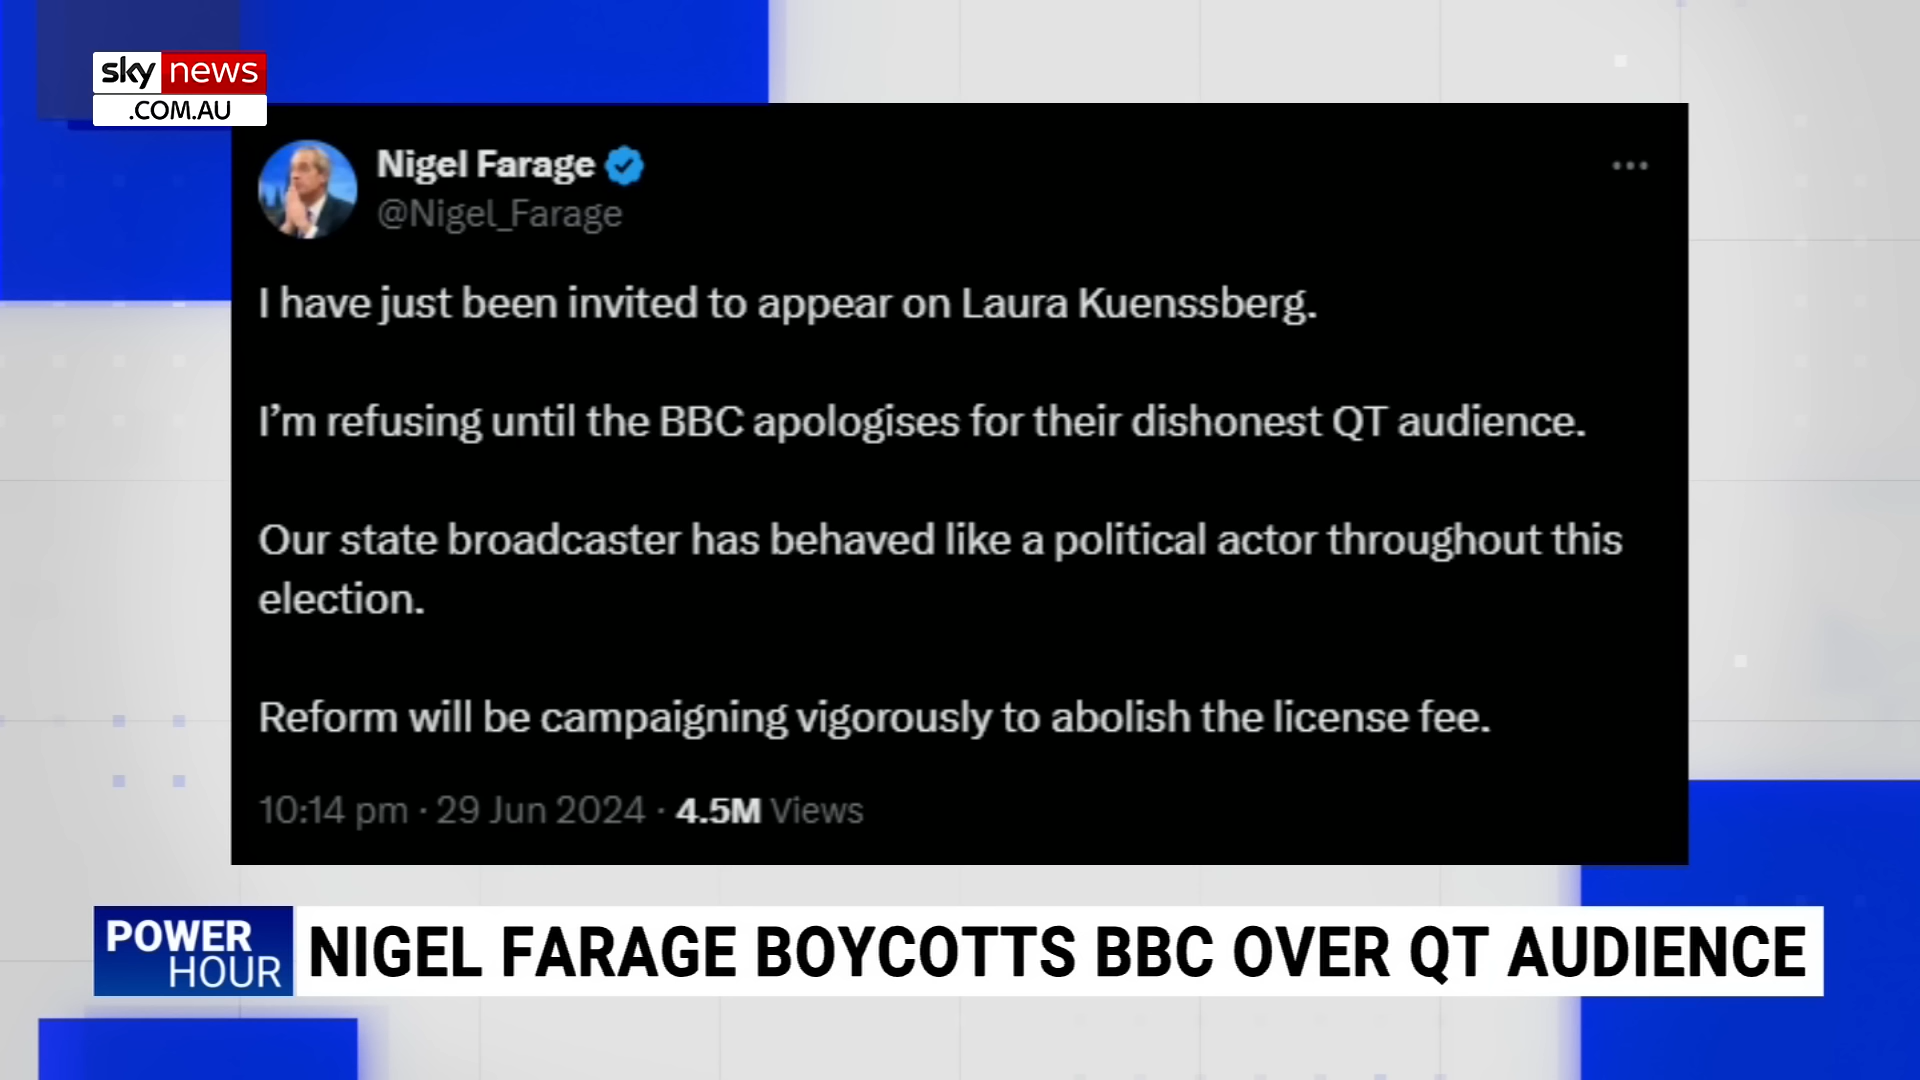 sky news
.COM.AU
Nigel Farage
@Nigel_Farage
I have just been invited to appear on Laura Kuenssberg.
I'm refusing until the BBC apologises for their dishonest QT audience.
Our state broadcaster has behaved like a political actor throughout this
election.
Reform will be campaigning vigorously to abolish the license fee.
10:14 pm · 29 Jun 2024 · 4.5M Views
POWER
HOUR
NIGEL FARAGE BOYCOTTS BBC OVER QT AUDIENCE